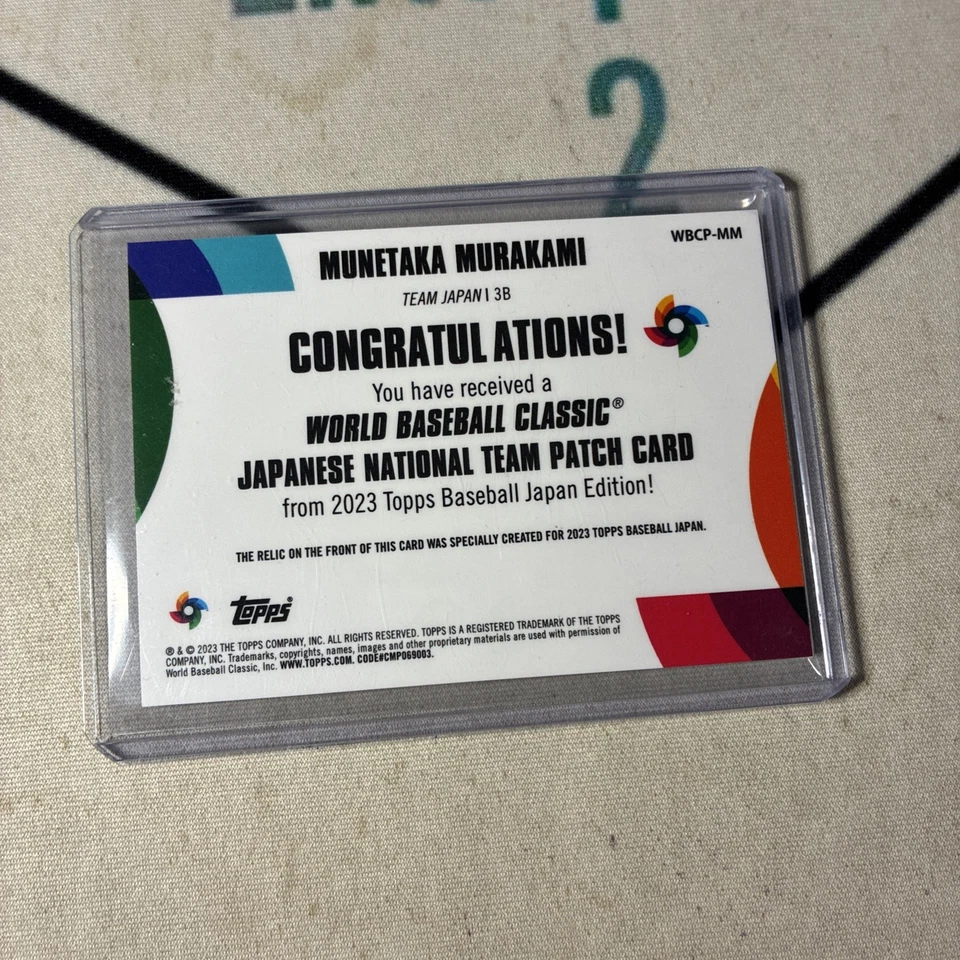 2
WBCP-MM
MUNETAKA MURAKAMI
TEAM JAPAN | 3B
CONGRATULATIONS!
You have received a
WORLD BASEBALL CLASSIC®
JAPANESE NATIONAL TEAM PATCH CARD
from 2023 Topps Baseball Japan Edition!
THE RELIC ON THE FRONT OF THIS CARD WAS SPECIALLY CREATED FOR 2023 TOPPS BASEBALL JAPAN.
topps®
® & © 2023 THE TOPPS COMPANY, INC. ALL RIGHTS RESERVED. TOPPS IS A REGISTERED TRADEMARK OF THE TOPPS
COMPANY, INC. Trademarks, copyrights, names, images and other proprietary materials are used with permission of
World Baseball Classic, Inc. WWW.TOPPS.COM. CODE#CMP069003.